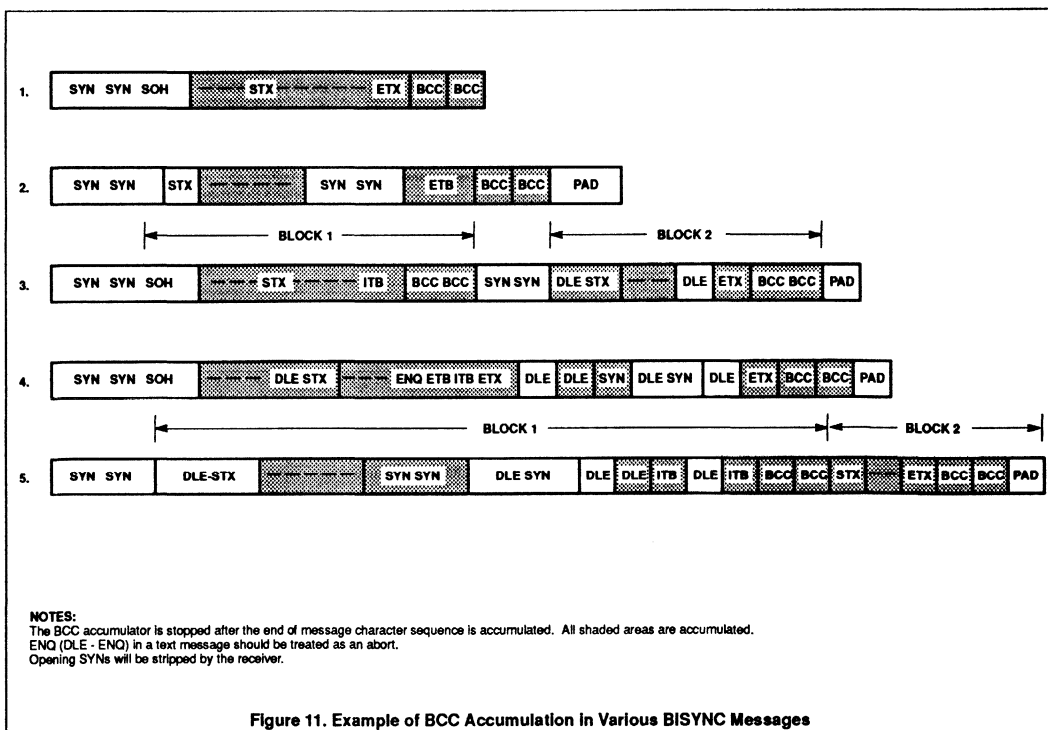 1. SYN SYN SOH ---- STX ------ ETX BCC BCC
2. SYN SYN STX ---- SYN SYN ETB BCC BCC PAD
BLOCK 1 BLOCK 2
3. SYN SYN SOH ---- STX ------ ITB BCC BCC SYN SYN DLE STX ---- DLE ETX BCC BCC PAD
4. SYN SYN SOH ---- DLE STX ---- ENQ ETB ITB ETX DLE DLE SYN DLE SYN DLE ETX BCC BCC PAD
BLOCK 1 BLOCK 2
5. SYN SYN DLE-STX ------ SYN SYN DLE SYN DLE DLE ITB DLE ITB BCC BCC STX -- ETX BCC BCC PAD
NOTES:
The BCC accumulator is stopped after the end of message character sequence is accumulated. All shaded areas are accumulated.
ENQ (DLE - ENQ) in a text message should be treated as an abort.
Opening SYNs will be stripped by the receiver.
Figure 11. Example of BCC Accumulation in Various BISYNC Messages